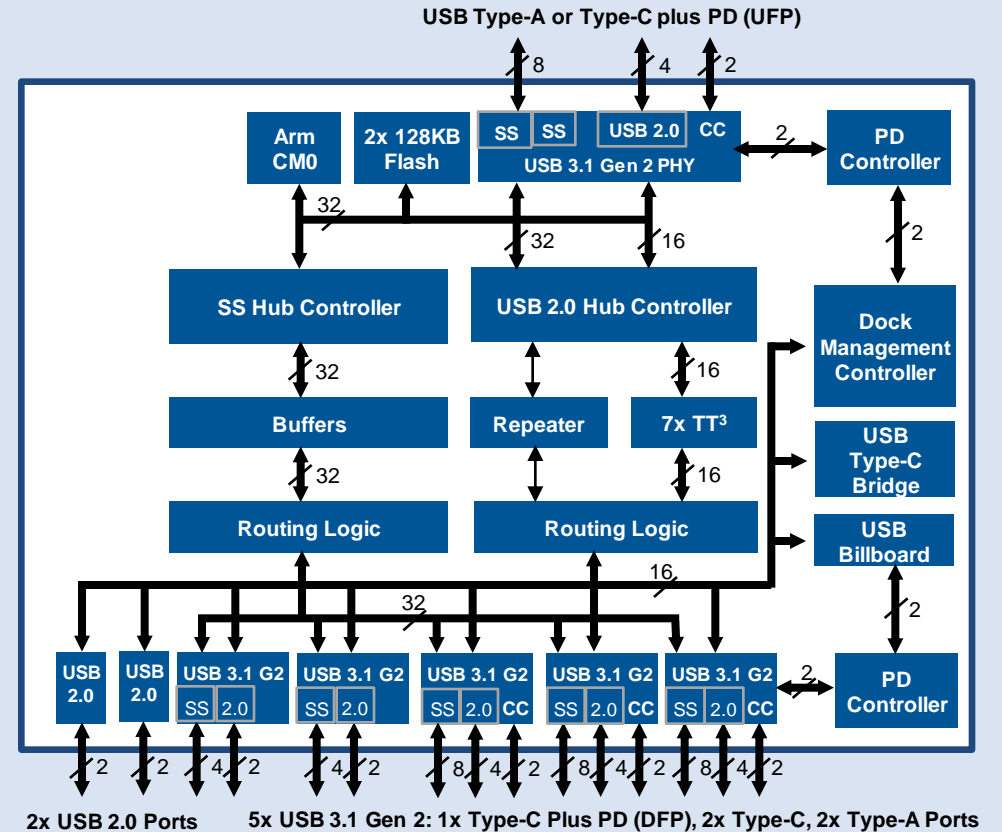 USB Type-A or Type-C plus PD (UFP)
8
4
2
Arm
CM0
2x 128KB
Flash
SS
SS
USB 2.0
CC
USB 3.1 Gen 2 PHY
2
PD
Controller
32
32
16
2
SS Hub Controller
USB 2.0 Hub Controller
Dock
Management
Controller
32
16
Buffers
Repeater
7x TT³
USB
Type-C
Bridge
32
16
Routing Logic
Routing Logic
USB
Billboard
16
32
2
USB
2.0
USB
2.0
USB 3.1 G2
SS
2.0
USB 3.1 G2
SS
2.0
USB 3.1 G2
SS
2.0
CC
USB 3.1 G2
SS
2.0
CC
USB 3.1 G2
SS
2.0
CC
2
PD
Controller
2
2
4
2
4
2
8
4
2
8
4
2
8
4
2
2x USB 2.0 Ports
5x USB 3.1 Gen 2: 1x Type-C Plus PD (DFP), 2x Type-C, 2x Type-A Ports